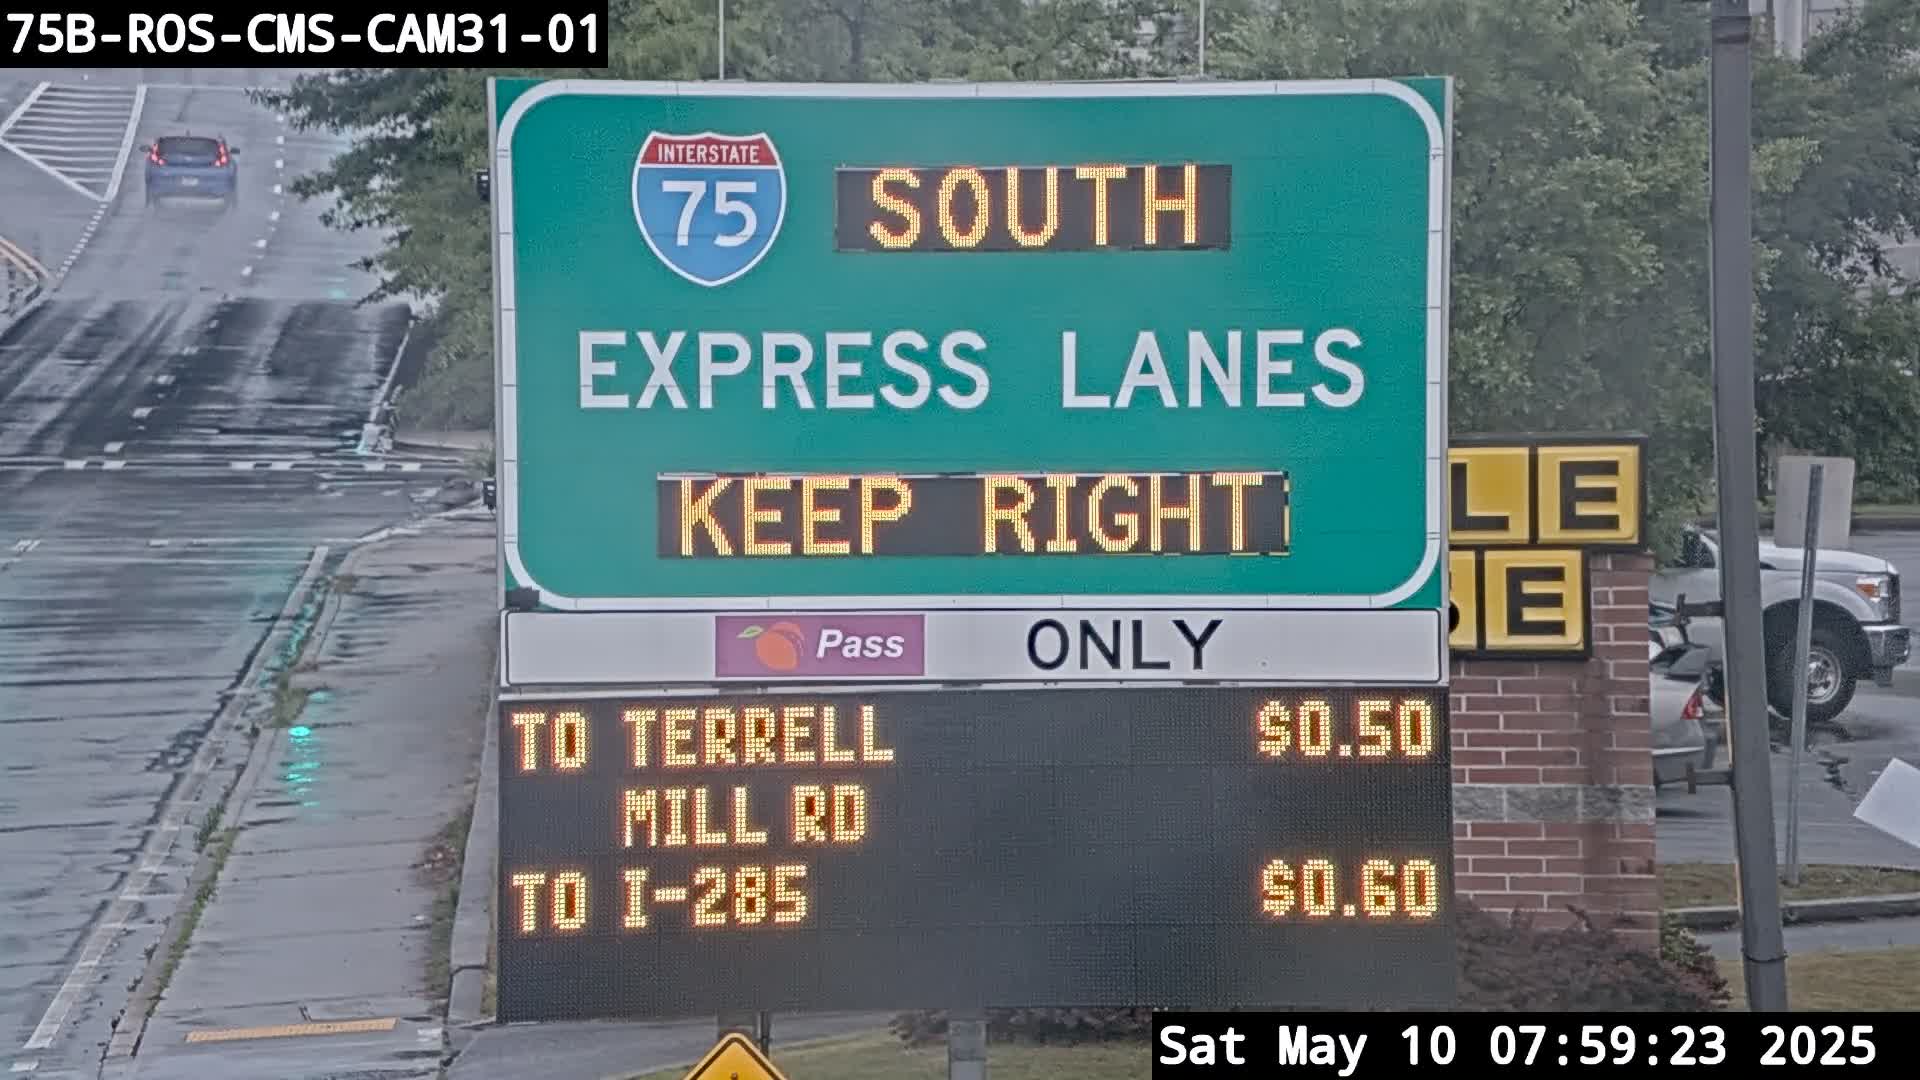 75B-ROS-CMS-CAM31-01
INTERSTATE
75
SOUTH
EXPRESS LANES
KEEP RIGHT
Pass ONLY
TO TERRELL $0.50
MILL RD
TO I-285 $0.60
LE
E
Sat May 10 07:59:23 2025